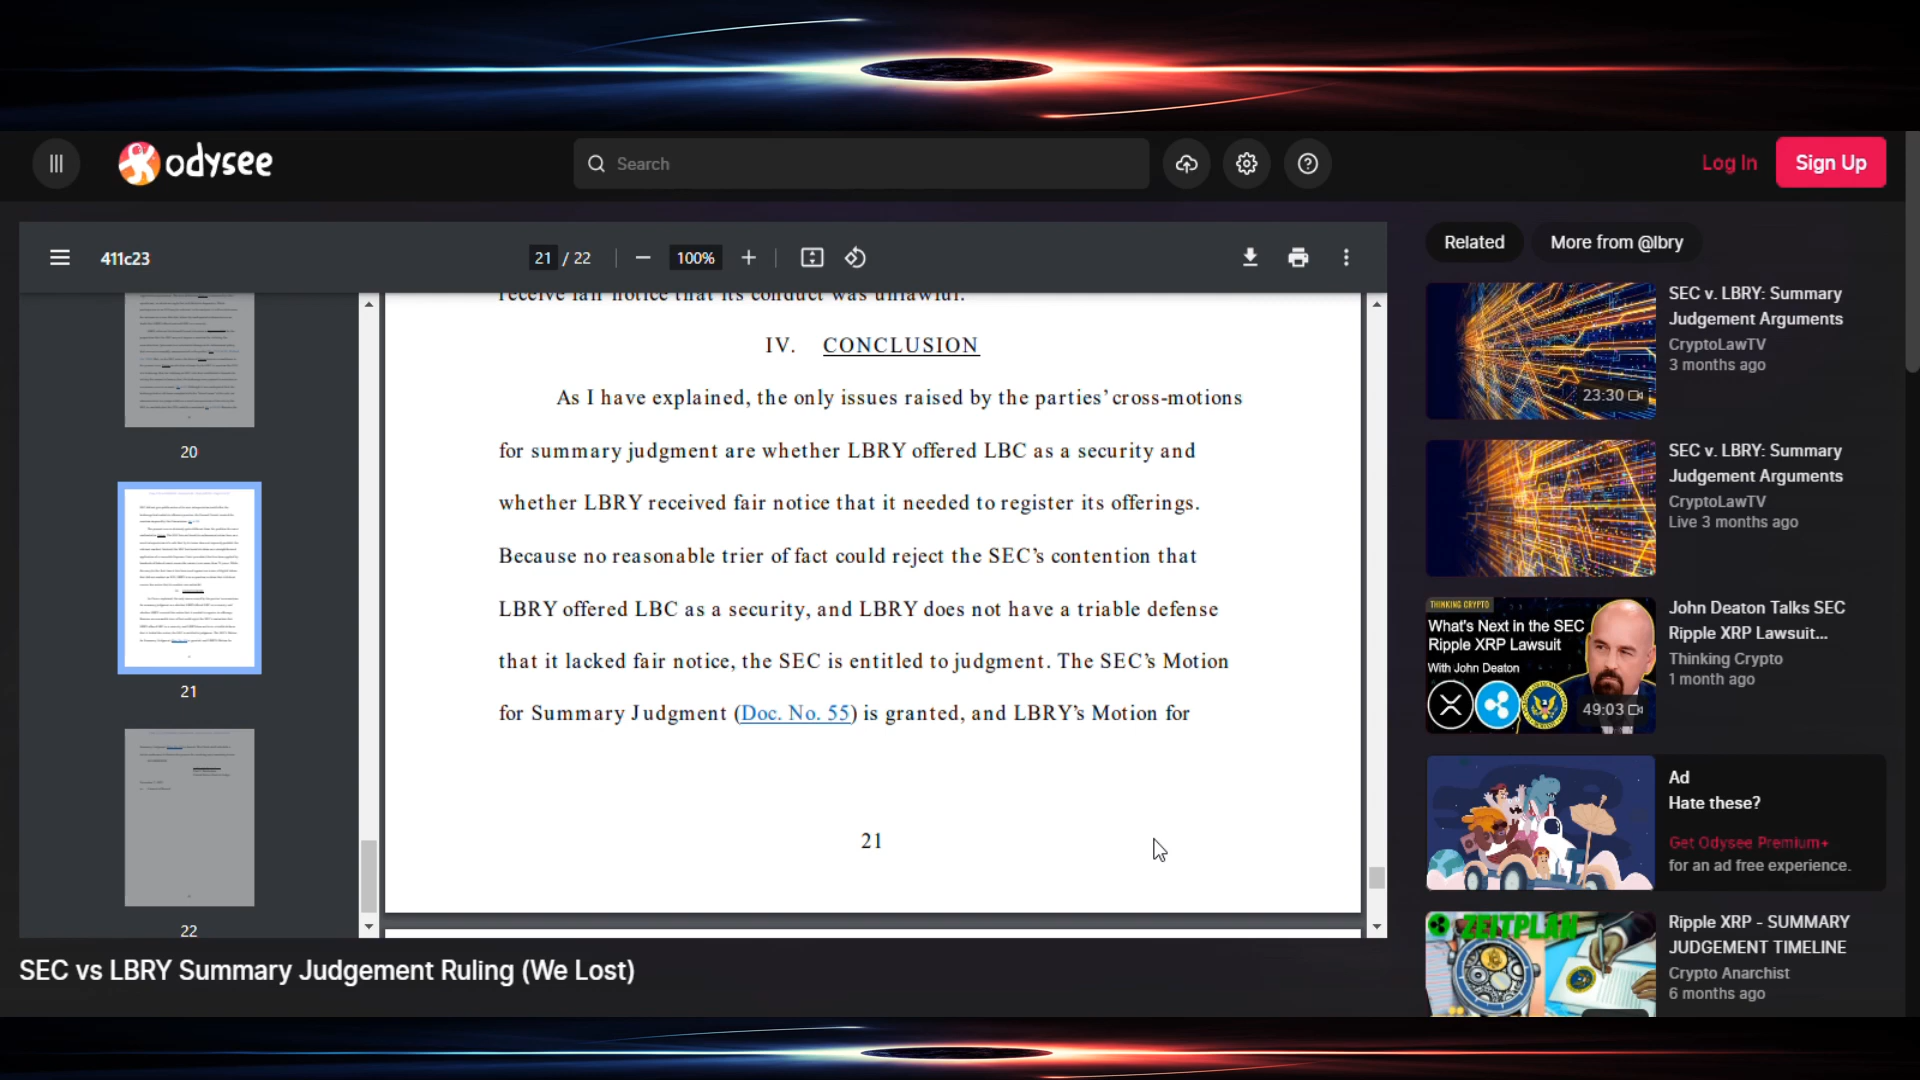 odysee
Search
Log In
Sign Up
411c23
21 / 22
100%
20
21
22
receive fair notice that its conduct was unlawful.
IV. CONCLUSION
As I have explained, the only issues raised by the parties’ cross-motions
for summary judgment are whether LBRY offered LBC as a security and
whether LBRY received fair notice that it needed to register its offerings.
Because no reasonable trier of fact could reject the SEC’s contention that
LBRY offered LBC as a security, and LBRY does not have a triable defense
that it lacked fair notice, the SEC is entitled to judgment. The SEC’s Motion
for Summary Judgment (Doc. No. 55) is granted, and LBRY’s Motion for
21
SEC vs LBRY Summary Judgement Ruling (We Lost)
Related
More from @lbry
23:30
SEC v. LBRY: Summary
Judgement Arguments
CryptoLawTV
3 months ago
SEC v. LBRY: Summary
Judgement Arguments
CryptoLawTV
Live 3 months ago
THINKING CRYPTO
What's Next in the SEC
Ripple XRP Lawsuit
With John Deaton
49:03
John Deaton Talks SEC
Ripple XRP Lawsuit...
Thinking Crypto
1 month ago
Ad
Hate these?
Get Odysee Premium+
for an ad free experience.
ZEITPLAN
Ripple XRP - SUMMARY
JUDGEMENT TIMELINE
Crypto Anarchist
6 months ago